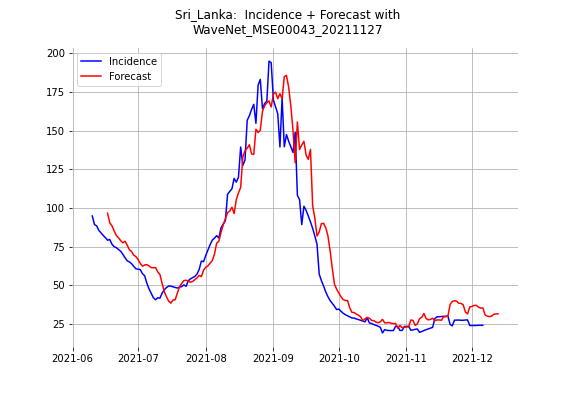 Sri_Lanka:  Incidence + Forecast with
WaveNet_MSE00043_20211127
Incidence
Forecast
200
175
150
125
100
75
50
25
2021-06 2021-07 2021-08 2021-09 2021-10 2021-11 2021-12